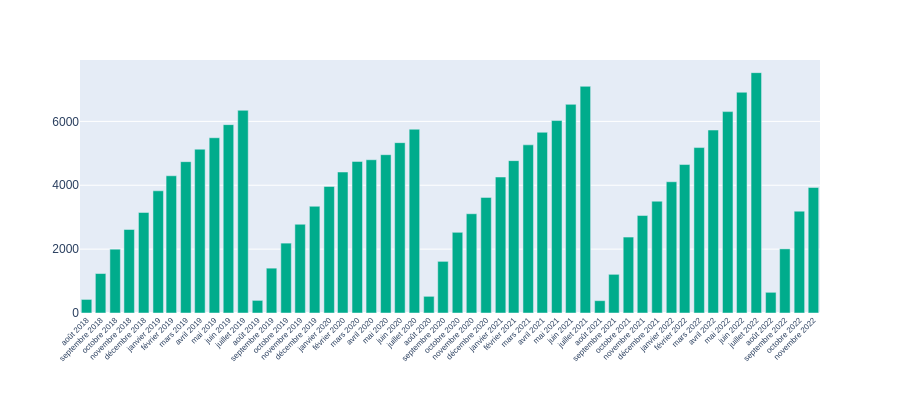 6000
4000
2000
0
août 2018
septembre 2018
octobre 2018
novembre 2018
décembre 2018
janvier 2019
février 2019
mars 2019
avril 2019
mai 2019
juin 2019
juillet 2019
août 2019
septembre 2019
octobre 2019
novembre 2019
décembre 2019
janvier 2020
février 2020
mars 2020
avril 2020
mai 2020
juin 2020
juillet 2020
août 2020
septembre 2020
octobre 2020
novembre 2020
décembre 2020
janvier 2021
février 2021
mars 2021
avril 2021
mai 2021
juin 2021
juillet 2021
août 2021
septembre 2021
octobre 2021
novembre 2021
décembre 2021
janvier 2022
février 2022
mars 2022
avril 2022
mai 2022
juin 2022
juillet 2022
août 2022
septembre 2022
octobre 2022
novembre 2022